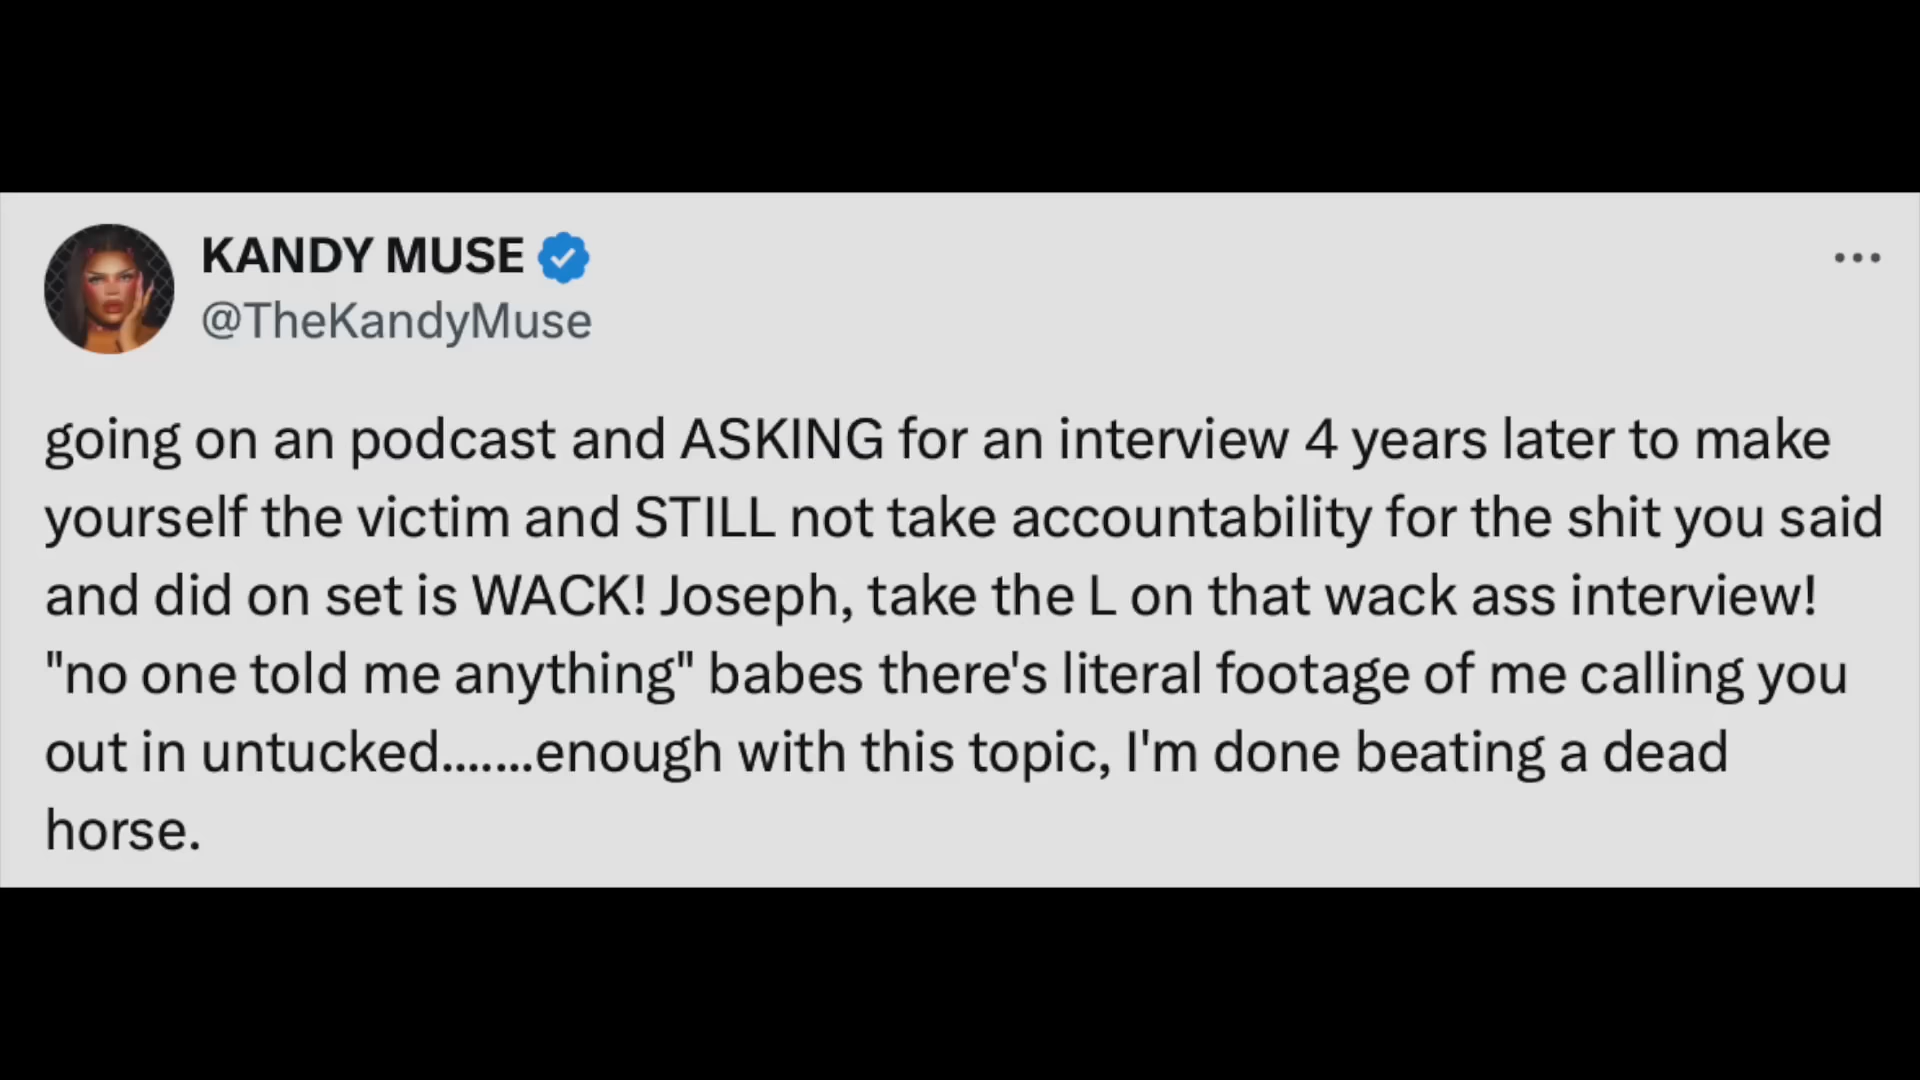 KANDY MUSE
@TheKandyMuse
going on an podcast and ASKING for an interview 4 years later to make
yourself the victim and STILL not take accountability for the shit you said
and did on set is WACK! Joseph, take the L on that wack ass interview!
"no one told me anything" babes there's literal footage of me calling you
out in untucked.......enough with this topic, I'm done beating a dead
horse.